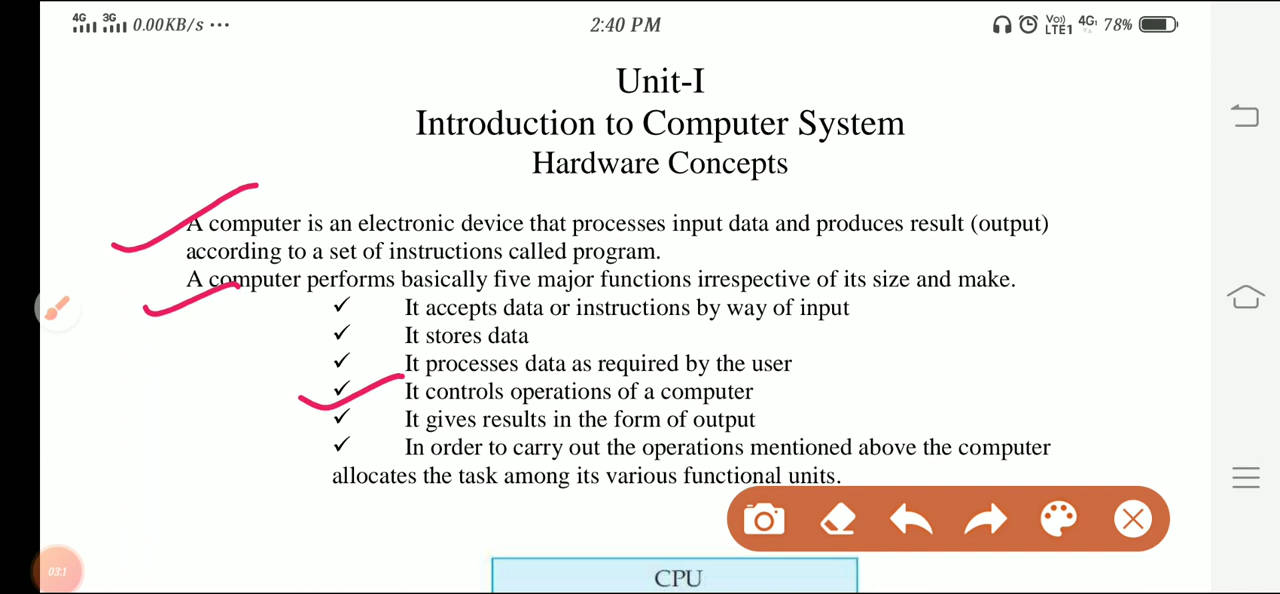 4G 3G 0.00KB/s ... 2:40 PM Vo)) LTE1 4G 78%
Unit-I
Introduction to Computer System
Hardware Concepts
A computer is an electronic device that processes input data and produces result (output)
according to a set of instructions called program.
A computer performs basically five major functions irrespective of its size and make.
✓ It accepts data or instructions by way of input
✓ It stores data
✓ It processes data as required by the user
✓ It controls operations of a computer
✓ It gives results in the form of output
✓ In order to carry out the operations mentioned above the computer
allocates the task among its various functional units.
03:1
CPU